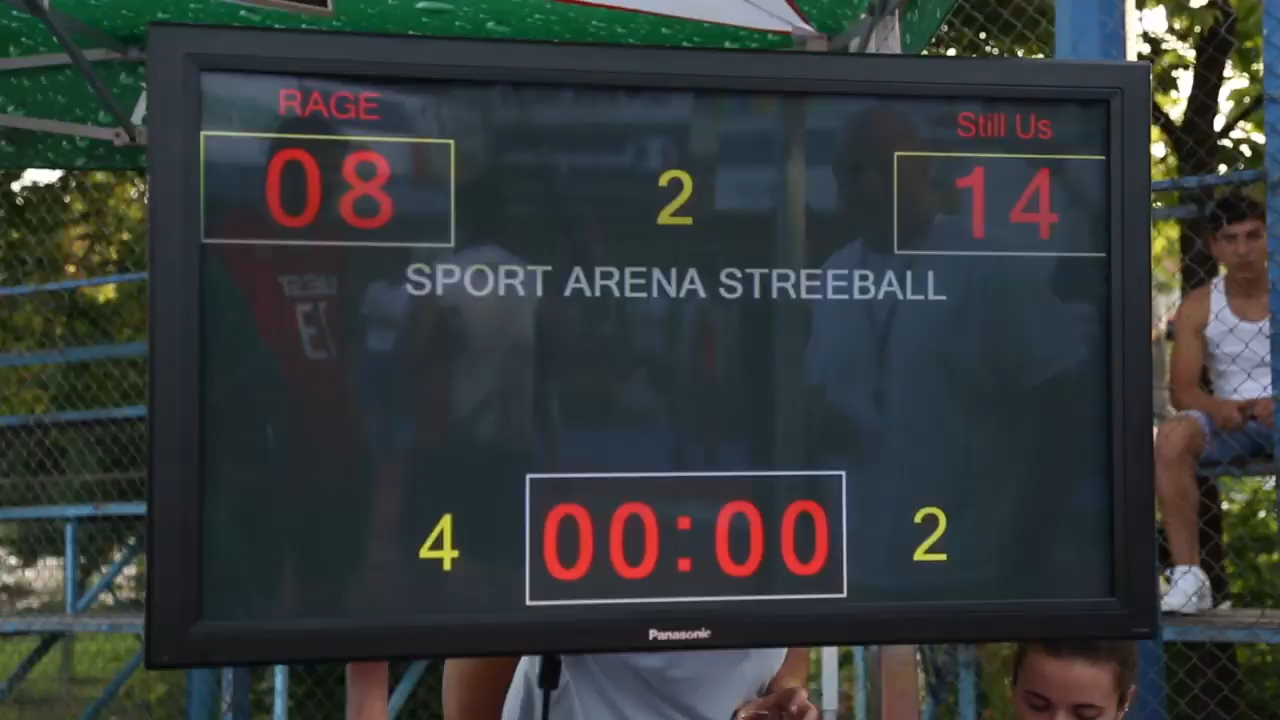 RAGE
Still Us
08
2
14
SPORT ARENA STREEBALL
4
00:00
2
Panasonic